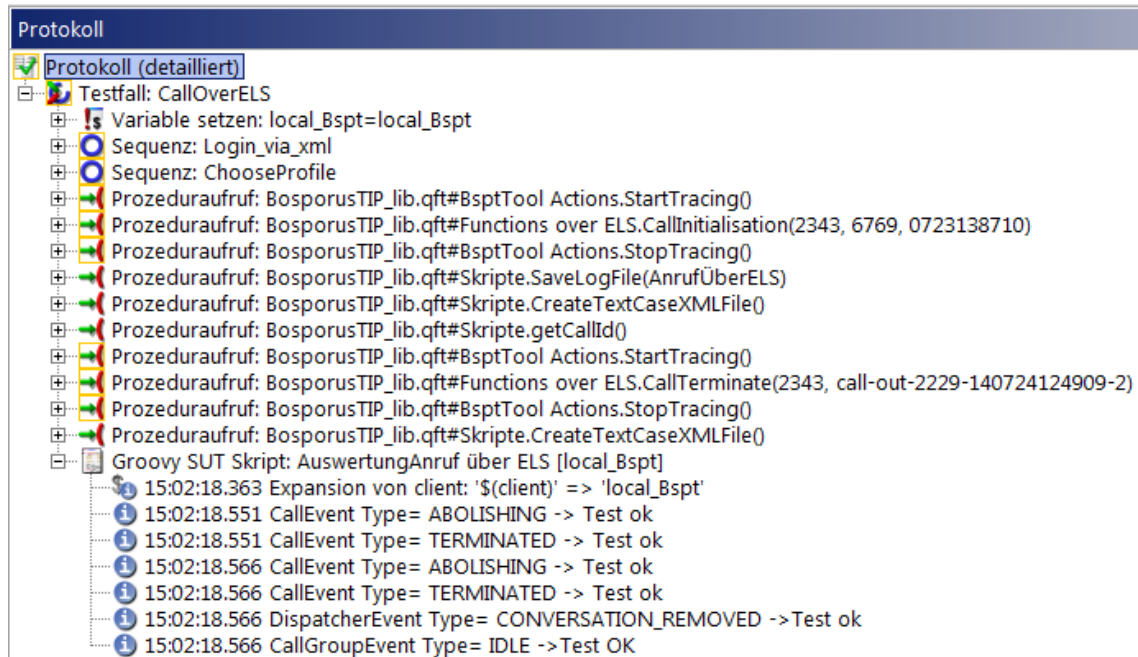 Protokoll
Protokoll (detailliert)
Testfall: CallOverELS
Variable setzen: local_Bspt=local_Bspt
Sequenz: Login_via_xml
Sequenz: ChooseProfile
Prozeduraufruf: BosporusTIP_lib.qft#BsptTool Actions.StartTracing()
Prozeduraufruf: BosporusTIP_lib.qft#Functions over ELS.CallInitialisation(2343, 6769, 0723138710)
Prozeduraufruf: BosporusTIP_lib.qft#BsptTool Actions.StopTracing()
Prozeduraufruf: BosporusTIP_lib.qft#Skripte.SaveLogFile(AnrufÜberELS)
Prozeduraufruf: BosporusTIP_lib.qft#Skripte.CreateTextCaseXMLFile()
Prozeduraufruf: BosporusTIP_lib.qft#Skripte.getCallId()
Prozeduraufruf: BosporusTIP_lib.qft#BsptTool Actions.StartTracing()
Prozeduraufruf: BosporusTIP_lib.qft#Functions over ELS.CallTerminate(2343, call-out-2229-140724124909-2)
Prozeduraufruf: BosporusTIP_lib.qft#BsptTool Actions.StopTracing()
Prozeduraufruf: BosporusTIP_lib.qft#Skripte.CreateTextCaseXMLFile()
Groovy SUT Skript: AuswertungAnruf über ELS [local_Bspt]
15:02:18.363 Expansion von client: '$(client)' => 'local_Bspt'
15:02:18.551 CallEvent Type= ABOLISHING -> Test ok
15:02:18.551 CallEvent Type= TERMINATED -> Test ok
15:02:18.566 CallEvent Type= ABOLISHING -> Test ok
15:02:18.566 CallEvent Type= TERMINATED -> Test ok
15:02:18.566 DispatcherEvent Type= CONVERSATION_REMOVED ->Test ok
15:02:18.566 CallGroupEvent Type= IDLE ->Test OK